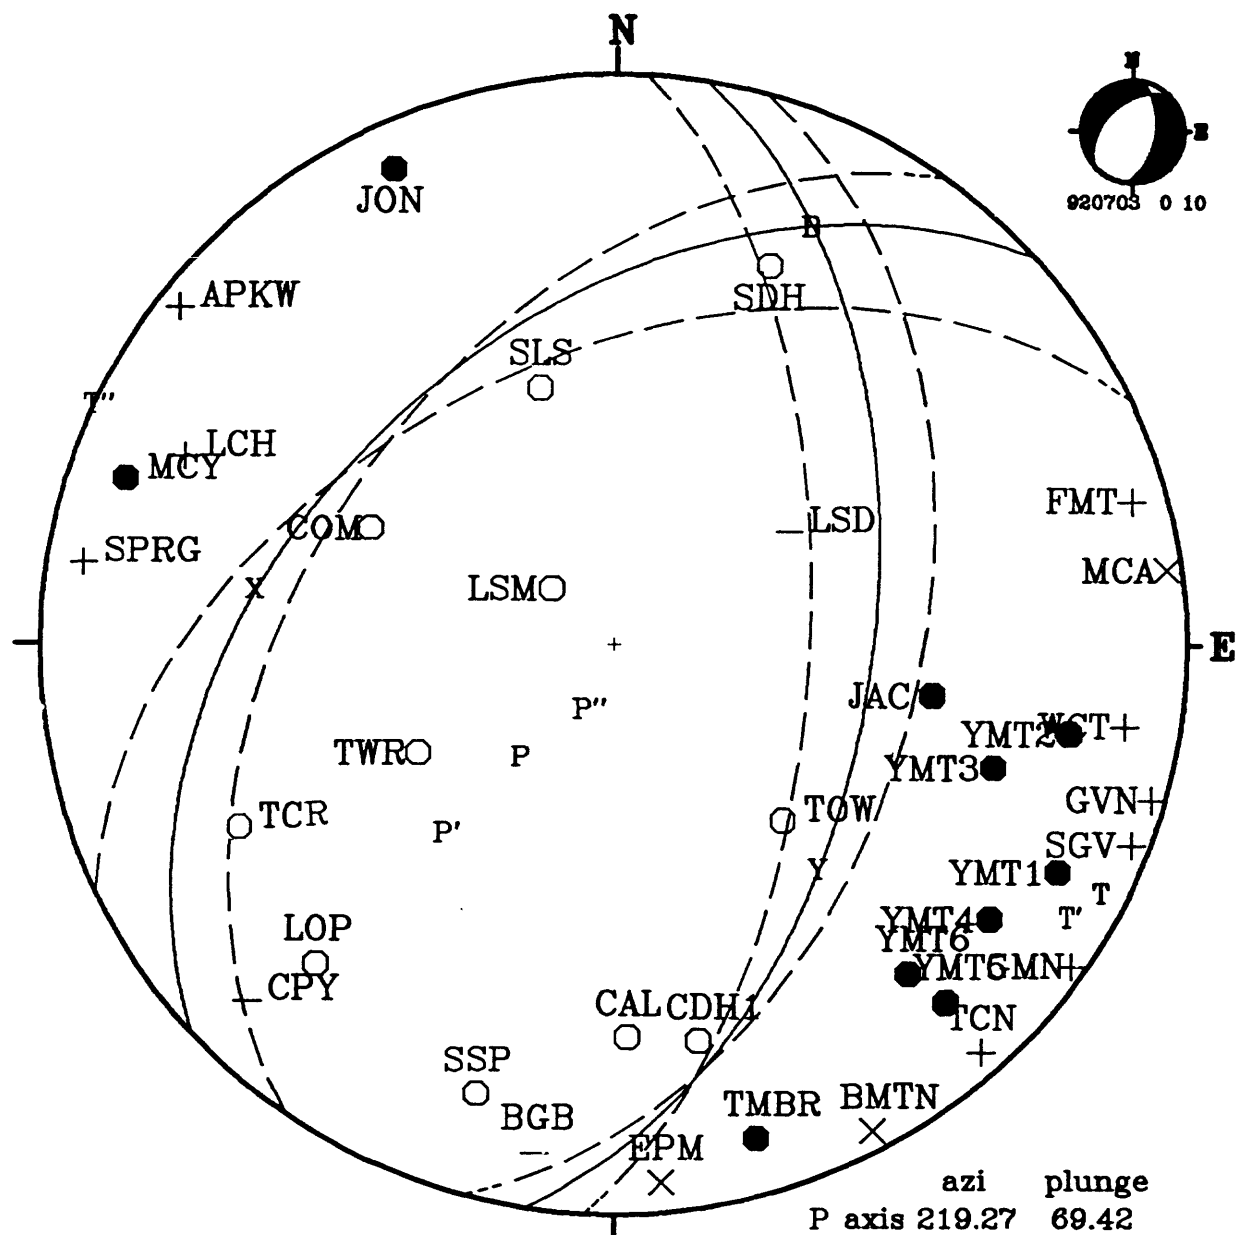 N
N
E
920703 0 10
JON
APKW
B
SDH
SLS
T''
LCH
MCY
FMT
LSD
COM
SPRG
MCA
X
LSM
E
JAC
P''
WCT
YMT2
TWR
P
YMT3
TCR
TOW
GVN
P'
SGV
Y
YMT1
T
YMT4
T'
LOP
YMT6
YMT5
GMN
CPY
CAL
CDH1
TCN
SSP
BGB
TMBR
BMTN
EPM
azi plunge
P axis 219.27 69.42